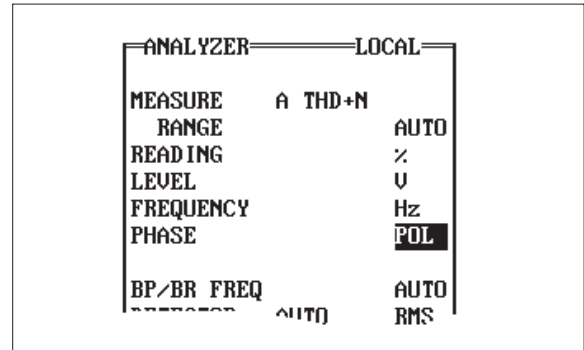 ANALYZER LOCAL
MEASURE A THD+N
RANGE AUTO
READING %
LEVEL V
FREQUENCY Hz
PHASE POL
BP/BR FREQ AUTO
AUTO RMS